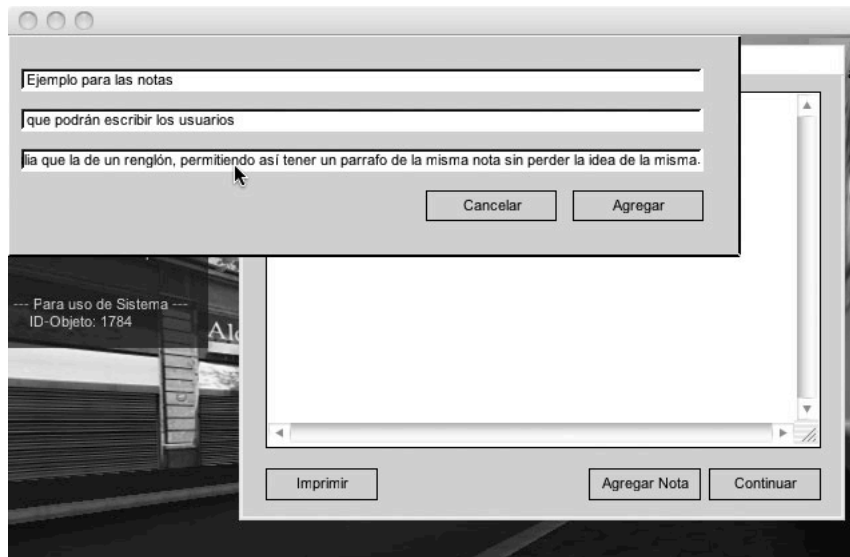 Ejemplo para las notas
que podrán escribir los usuarios
lia que la de un renglón, permitiendo así tener un parrafo de la misma nota sin perder la idea de la misma.
Cancelar
Agregar
--- Para uso de Sistema ---
ID-Objeto: 1784
Imprimir
Agregar Nota
Continuar